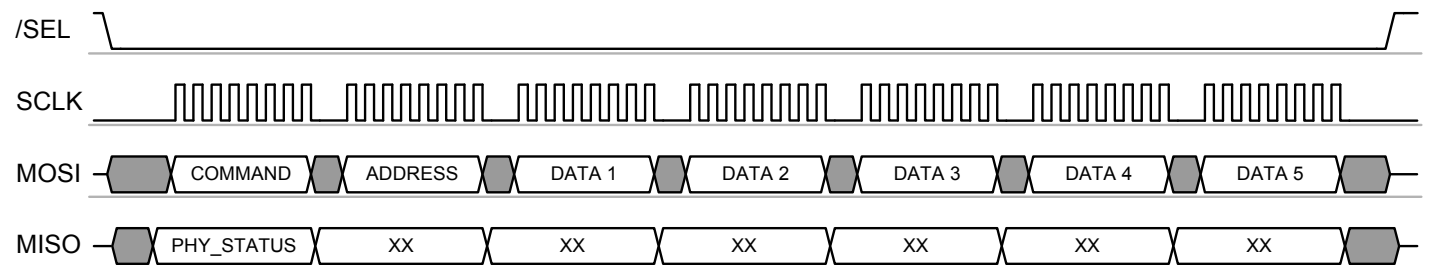 /SEL
SCLK
MOSI COMMAND ADDRESS DATA 1 DATA 2 DATA 3 DATA 4 DATA 5
MISO PHY_STATUS XX XX XX XX XX XX